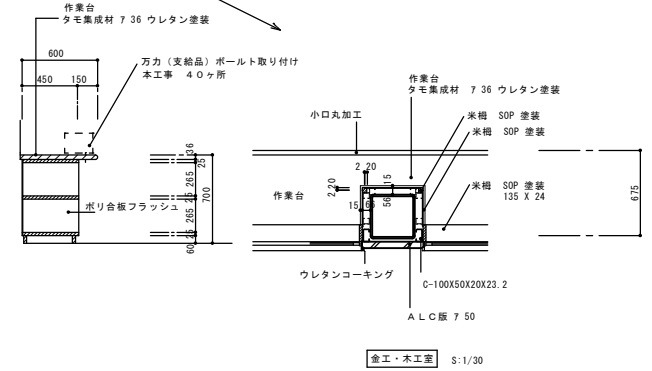 作業台
タモ集成材 ｱ 36 ウレタン塗装
600
450 150
万力（支給品）ボールト取り付け
本工事 ４０ヶ所
36
25
265
25
265
25
60
700
ポリ合板フラッシュ
作業台
タモ集成材 ｱ 36 ウレタン塗装
小口丸加工
米栂 SOP 塗装
米栂 SOP 塗装
2 20
15
2 20
作業台
15 65
56
米栂 SOP 塗装
135 X 24
675
ウレタンコーキング
C-100X50X20X23.2
ＡＬＣ版 ｱ 50
金工・木工室 S:1/30